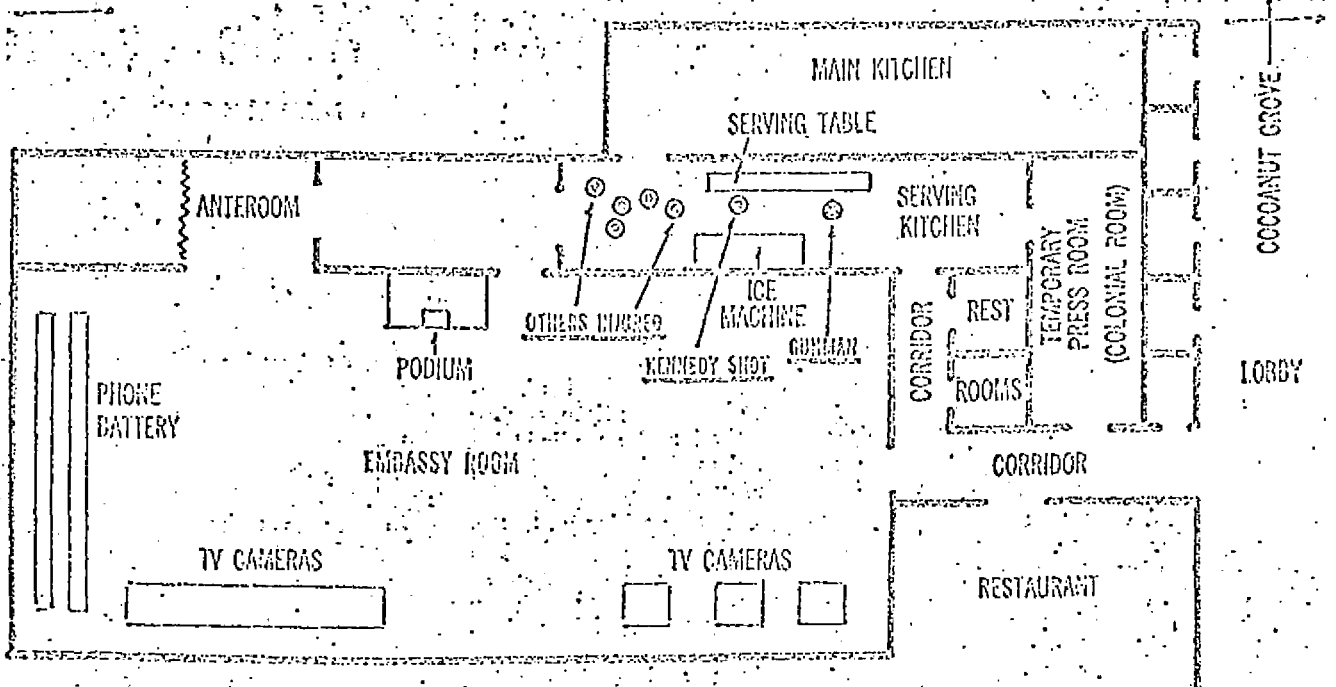 MAIN KITCHEN
SERVING TABLE
COCOANUT GROVE
ANTEROOM
SERVING
KITCHEN
TEMPORARY
PRESS ROOM
(COLONIAL ROOM)
OTHERS INJURED
ICE
MACHINE
REST
ROOMS
CORRIDOR
PODIUM
KENNEDY SHOT
GUNMAN
LOBBY
PHONE
BATTERY
EMBASSY ROOM
CORRIDOR
TV CAMERAS
TV CAMERAS
RESTAURANT